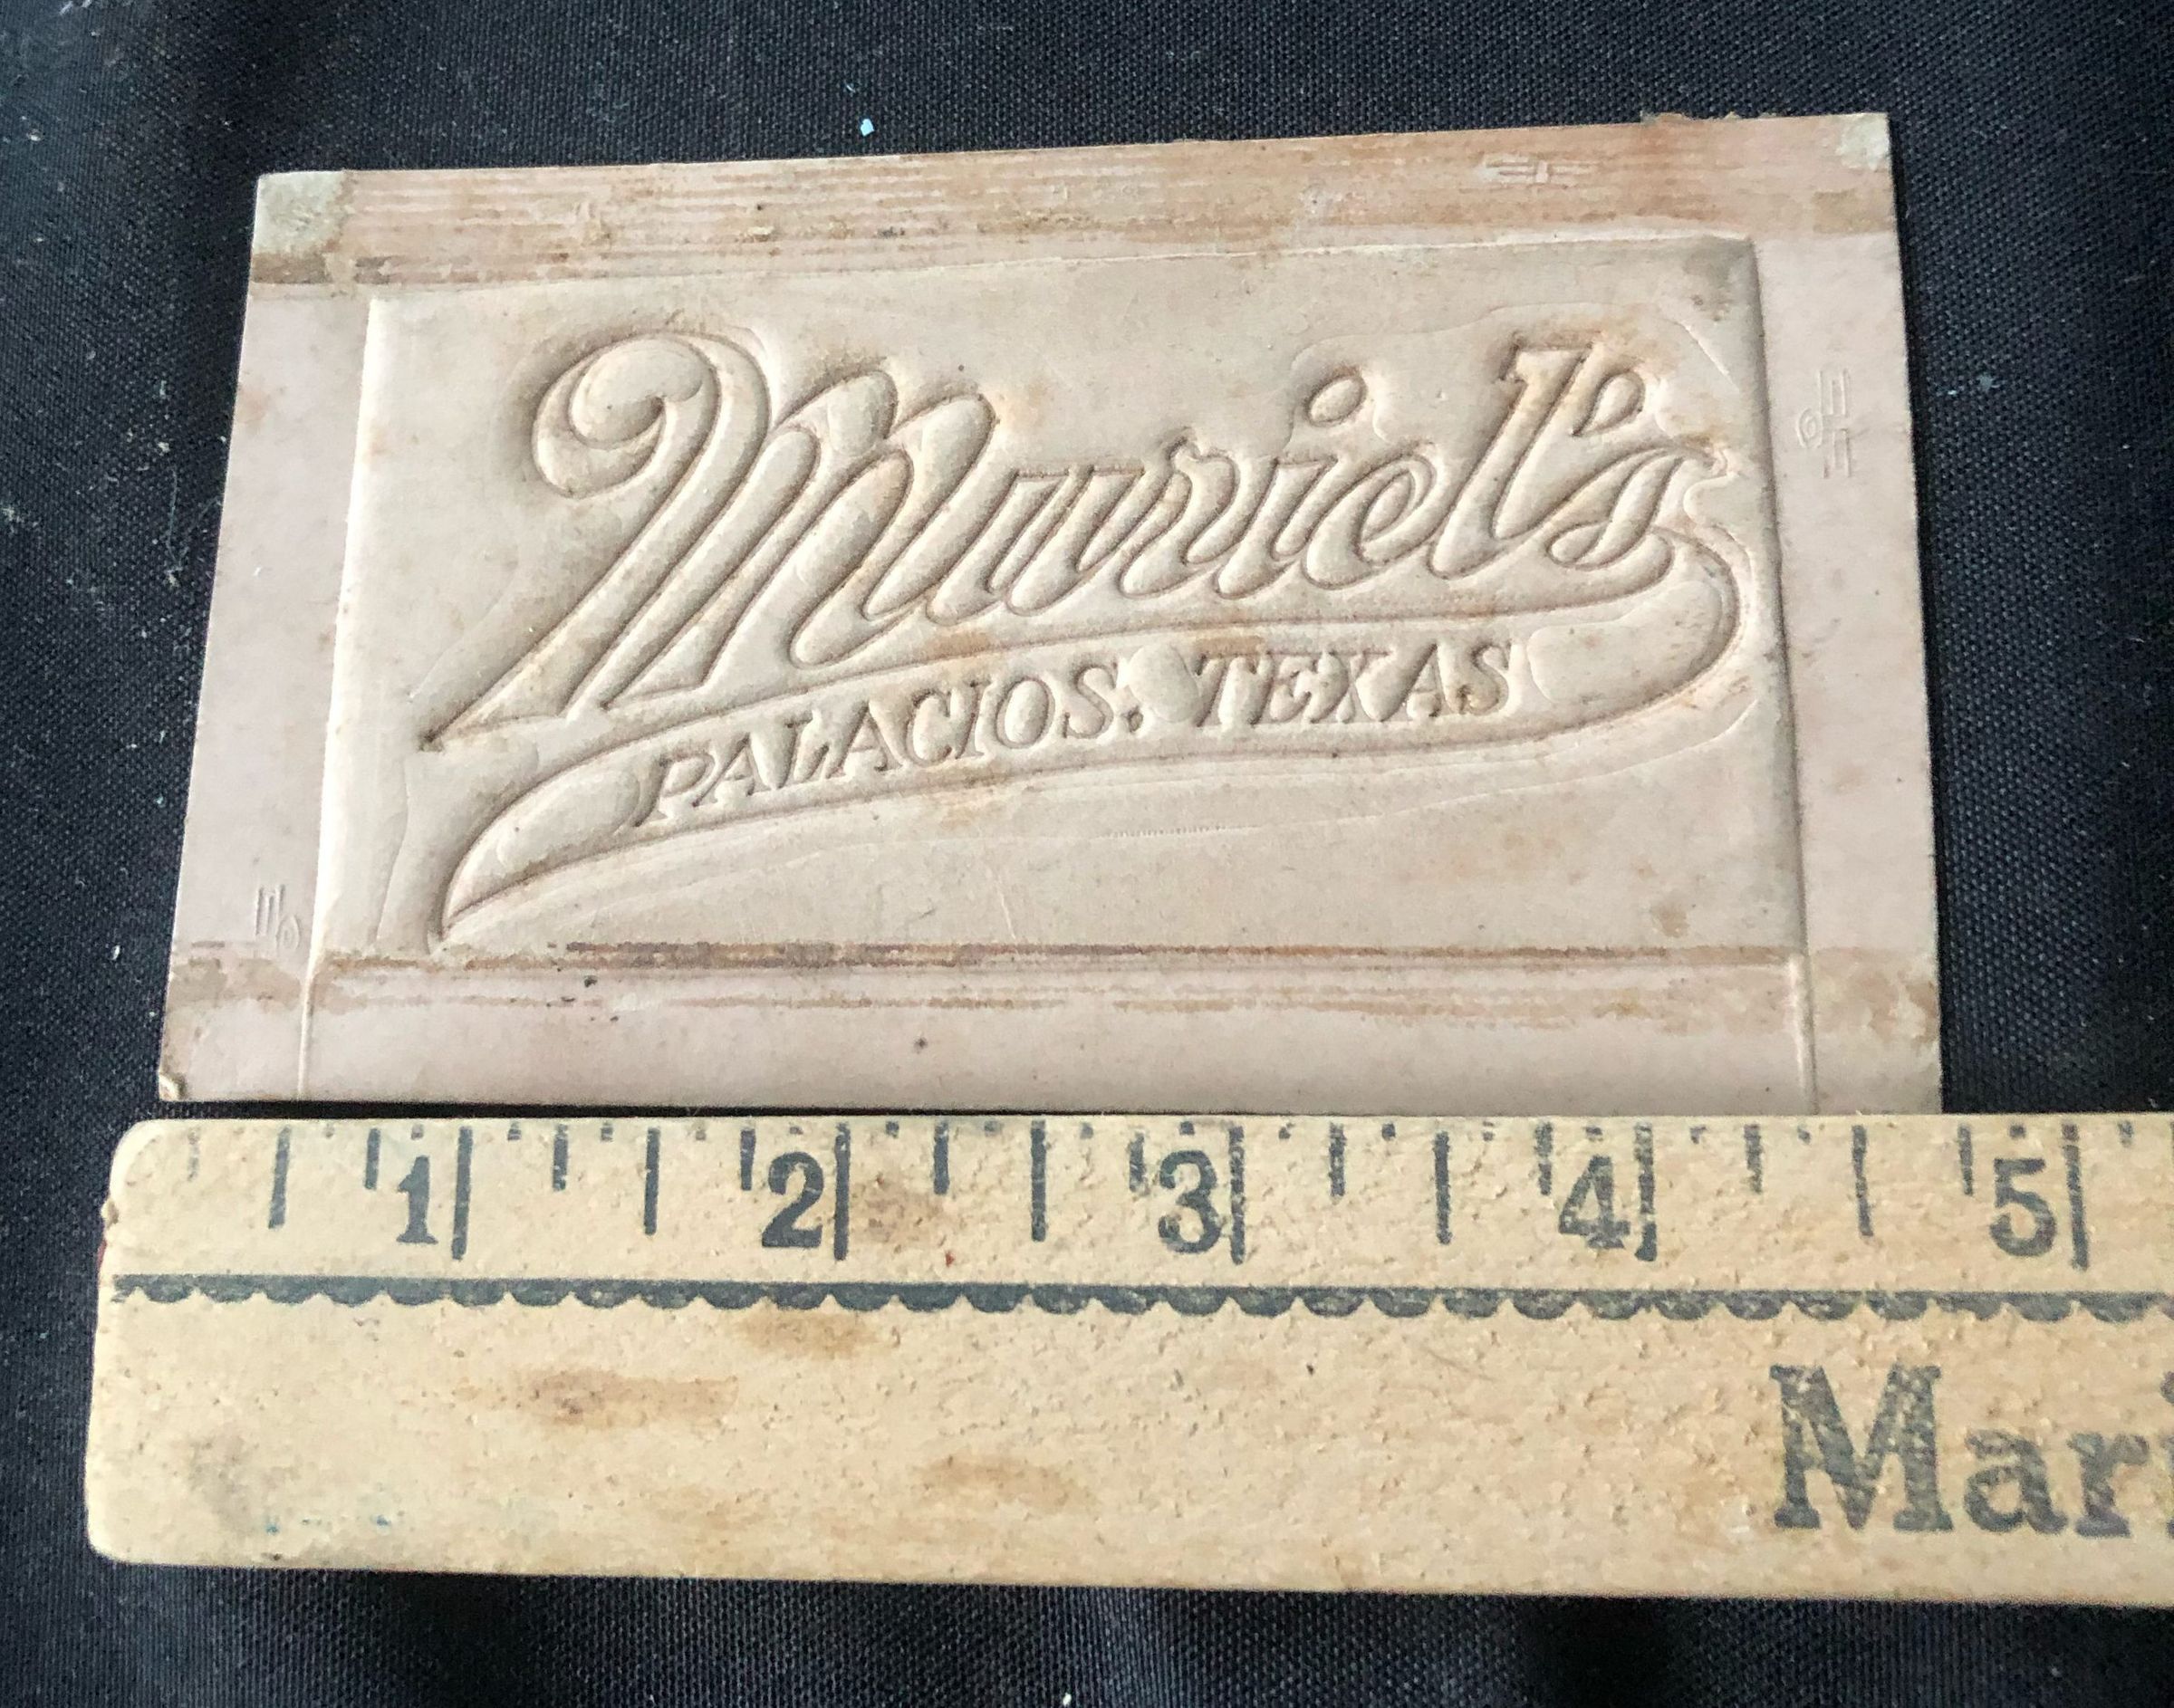 Muriel's
PALACIOS, TEXAS
1 2 3 4 5
Mar